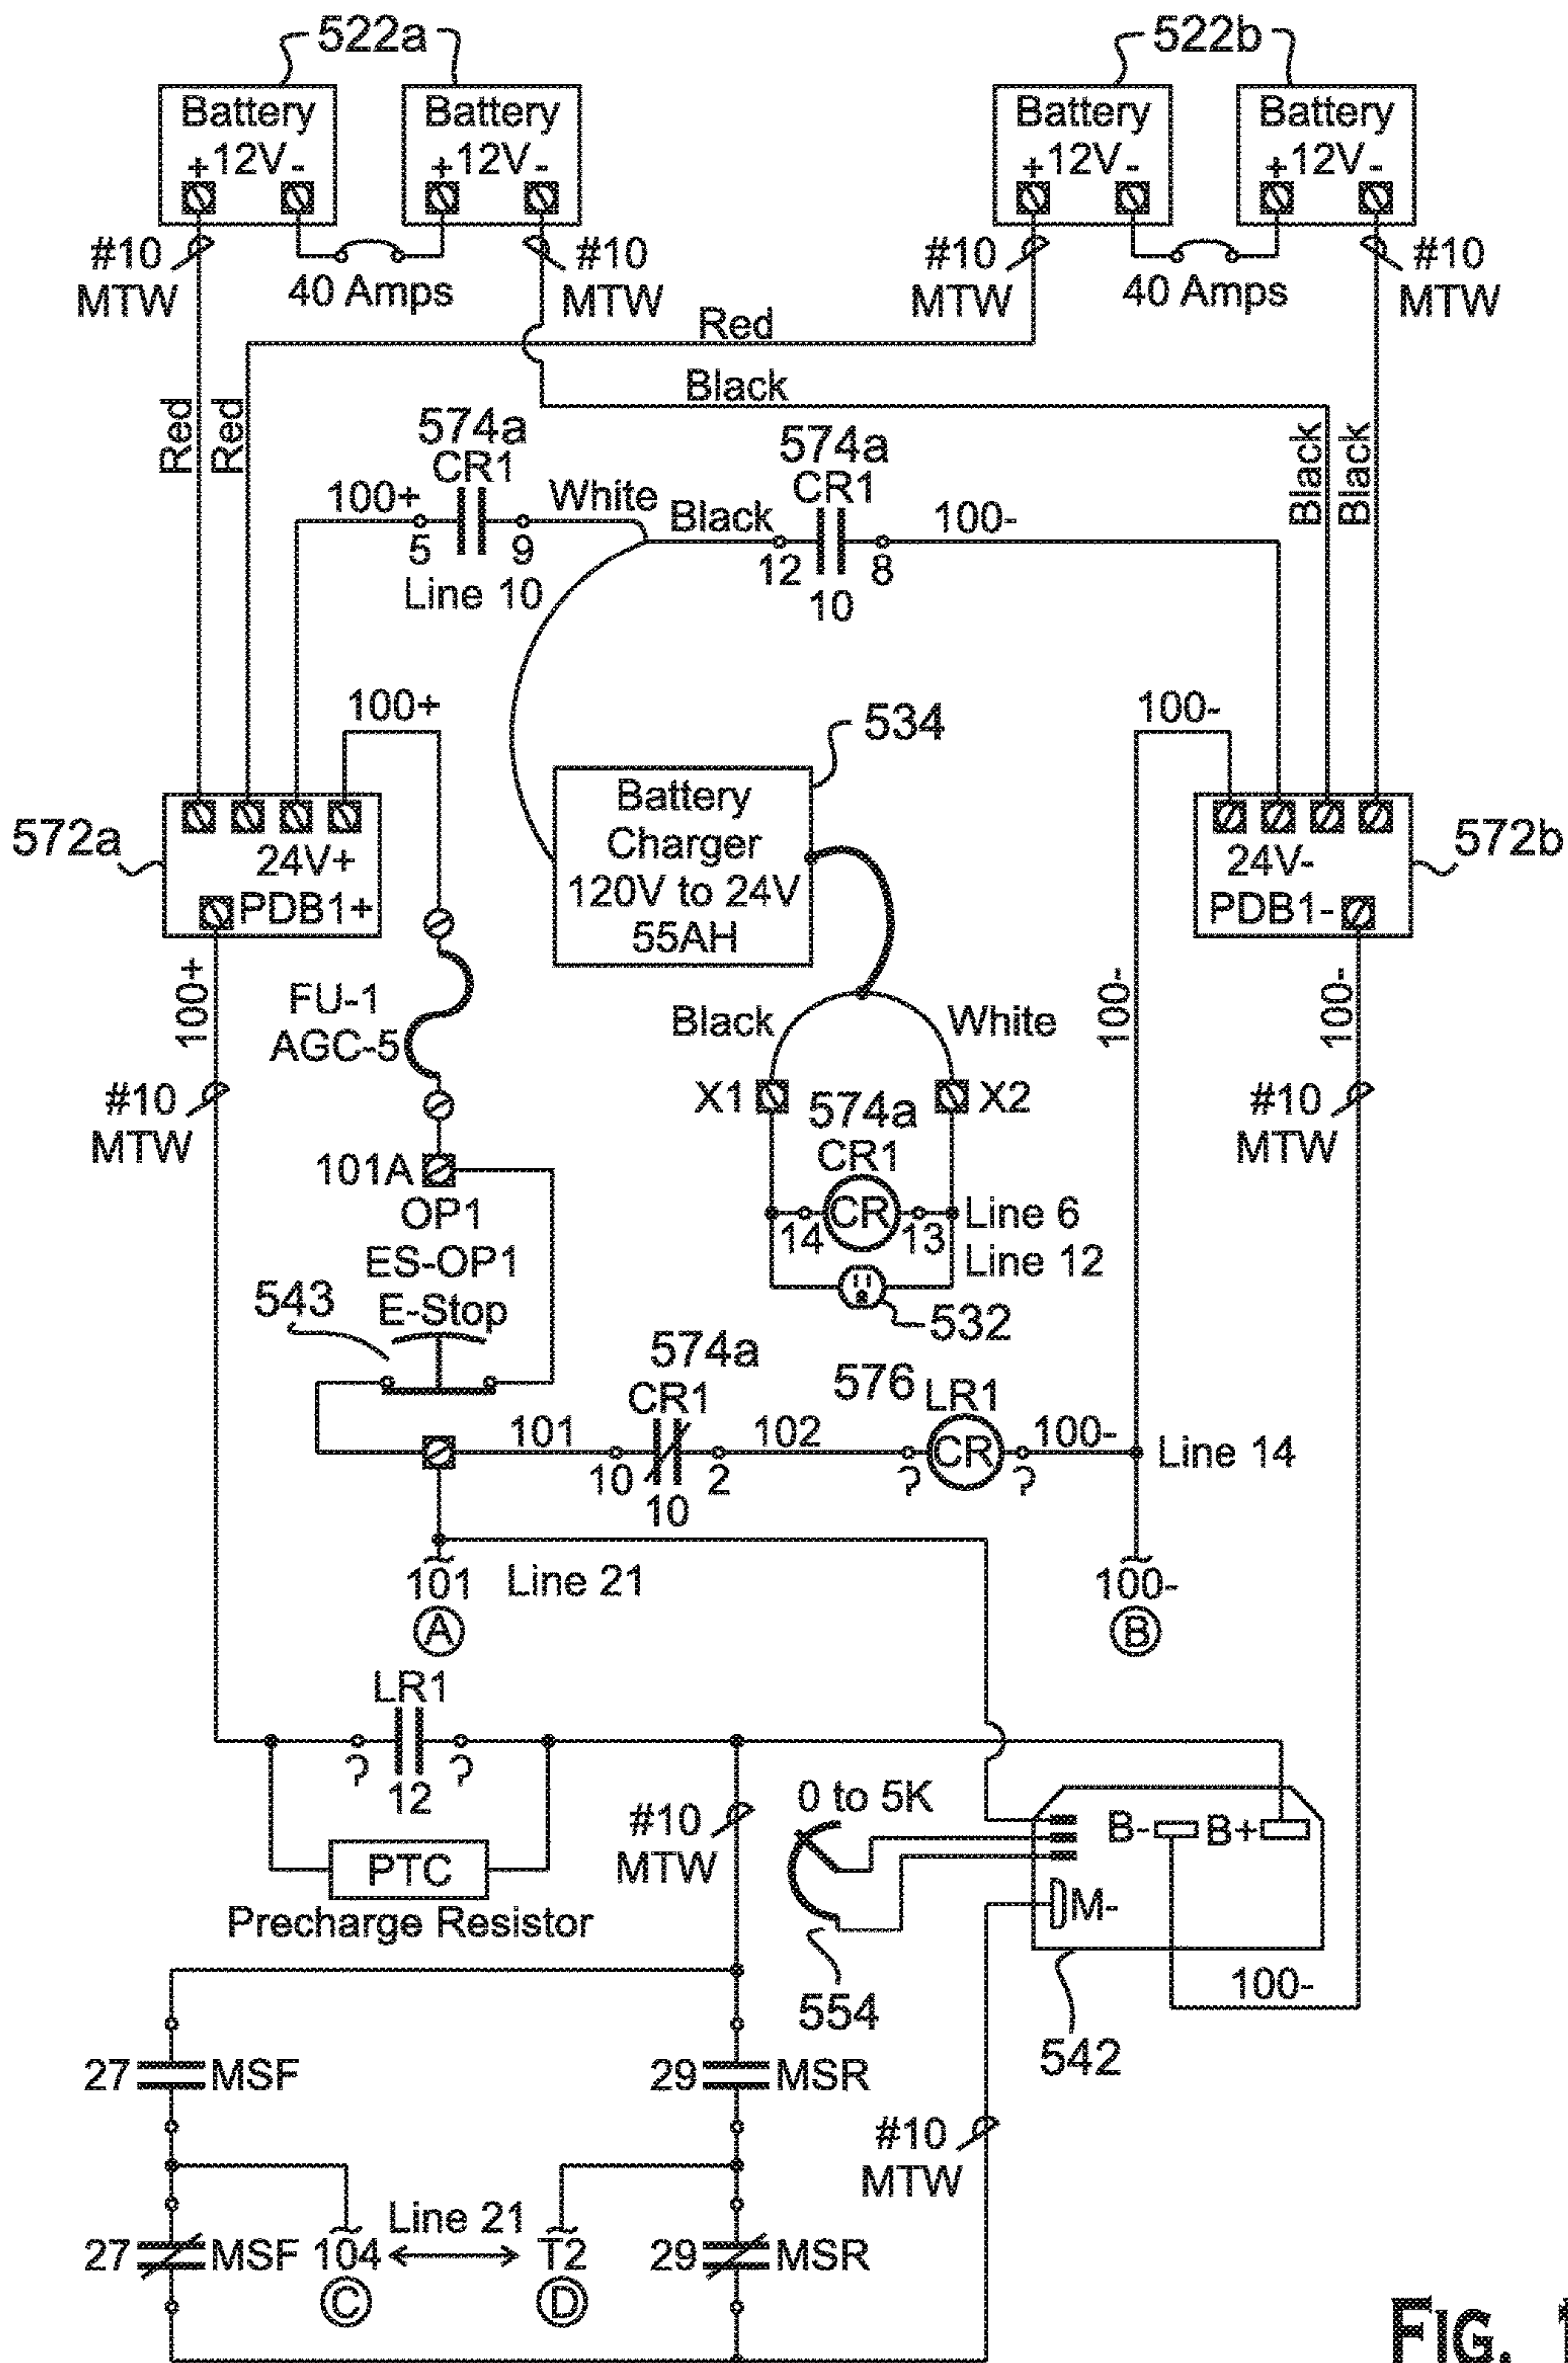 522a
522b
Battery
+12V-
Battery
+12V-
Battery
+12V-
Battery
+12V-
#10
MTW
40 Amps
#10
MTW
#10
MTW
40 Amps
#10
MTW
Red
Black
Red
Red
Black
Black
574a
CR1
100+
5
9
White
Line 10
574a
CR1
Black
12
8
10
100-
100+
534
100-
Battery
Charger
120V to 24V
55AH
572a
24V+
PDB1+
572b
24V-
PDB1-
100+
FU-1
AGC-5
Black
White
100-
100-
#10
MTW
X1
X2
574a
CR1
CR
14
13
Line 6
Line 12
#10
MTW
101A
OP1
ES-OP1
E-Stop
543
532
574a
CR1
576
LR1
101
10
2
10
102
?
CR
?
100-
Line 14
101
A
Line 21
100-
B
LR1
?
?
12
PTC
Precharge Resistor
#10
MTW
0 to 5K
B-
B+
M-
554
100-
542
27
MSF
29
MSR
#10
MTW
27
MSF
104
C
Line 21
T2
D
29
MSR